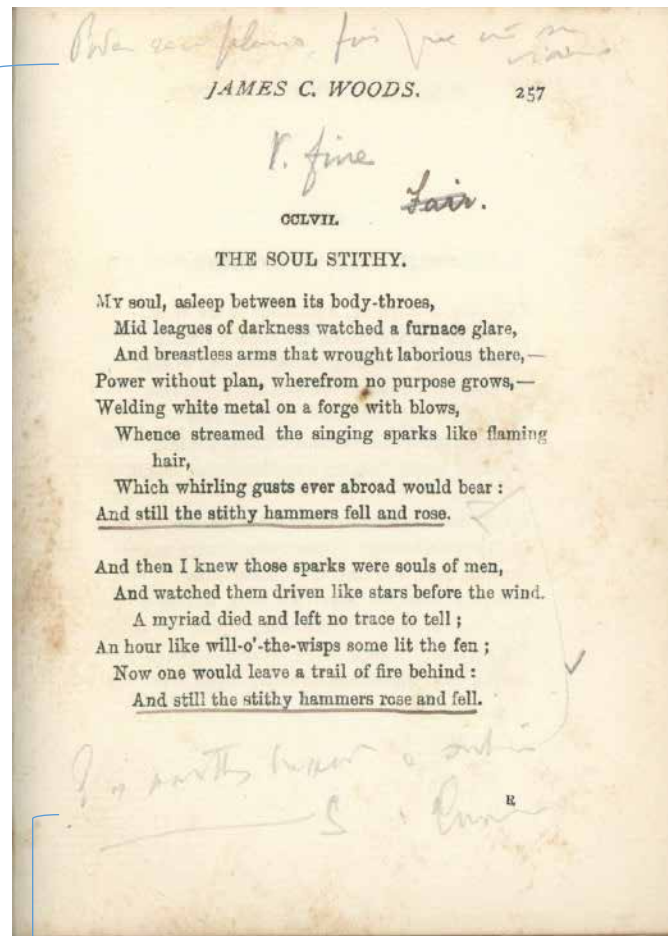 JAMES C. WOODS. 257
V. fine
Fair.
CCLVII.
THE SOUL STITHY.
MY soul, asleep between its body-throes,
Mid leagues of darkness watched a furnace glare,
And breastless arms that wrought laborious there,—
Power without plan, wherefrom no purpose grows,—
Welding white metal on a forge with blows,
Whence streamed the singing sparks like flaming
hair,
Which whirling gusts ever abroad would bear :
And still the stithy hammers fell and rose.
And then I knew those sparks were souls of men,
And watched them driven like stars before the wind.
A myriad died and left no trace to tell ;
An hour like will-o'-the-wisps some lit the fen ;
Now one would leave a trail of fire behind :
And still the stithy hammers rose and fell.
R